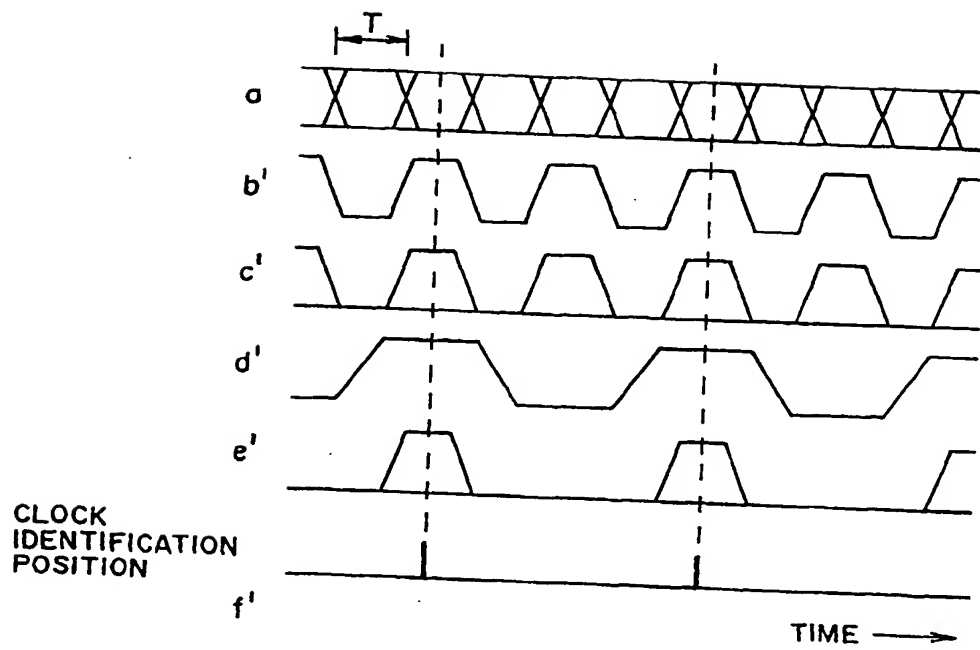 T
a
b'
c'
d'
e'
CLOCK
IDENTIFICATION
POSITION
f'
TIME